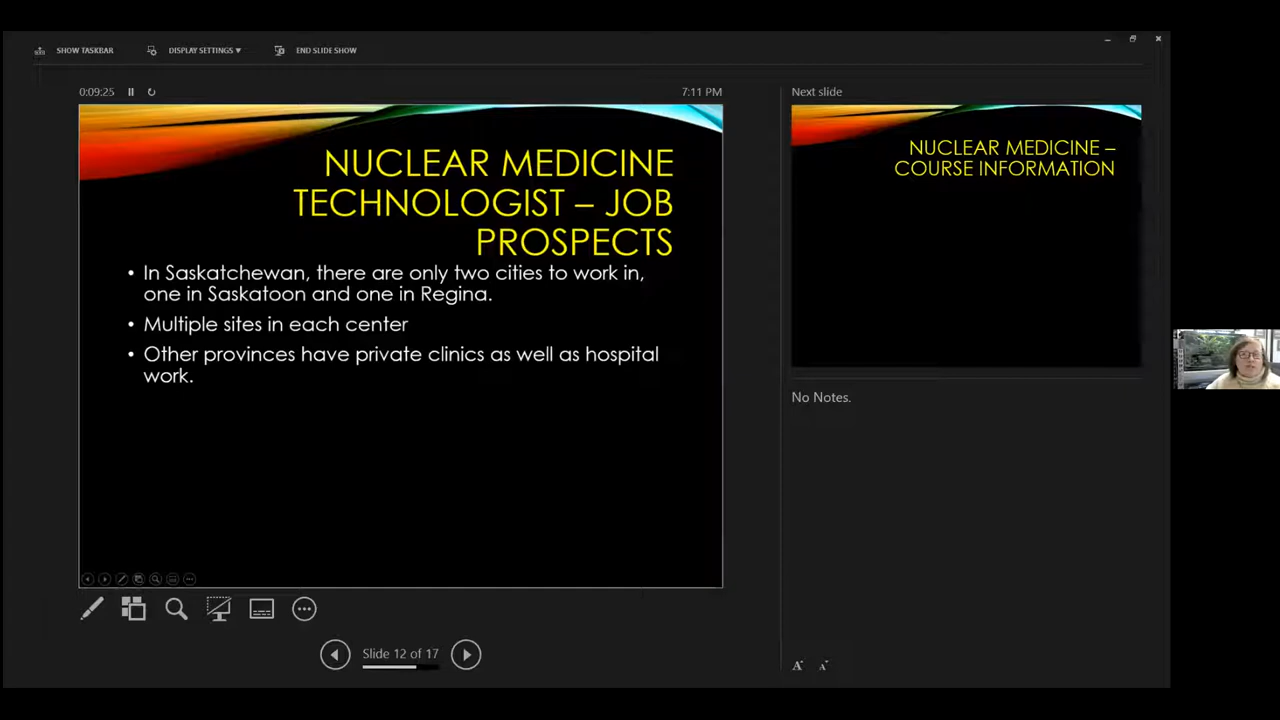 SHOW TASKBAR
DISPLAY SETTINGS ▾
END SLIDE SHOW
0:09:25
7:11 PM
NUCLEAR MEDICINE
TECHNOLOGIST – JOB
PROSPECTS
• In Saskatchewan, there are only two cities to work in,
one in Saskatoon and one in Regina.
• Multiple sites in each center
• Other provinces have private clinics as well as hospital
work.
Slide 12 of 17
Next slide
NUCLEAR MEDICINE –
COURSE INFORMATION
No Notes.
A A